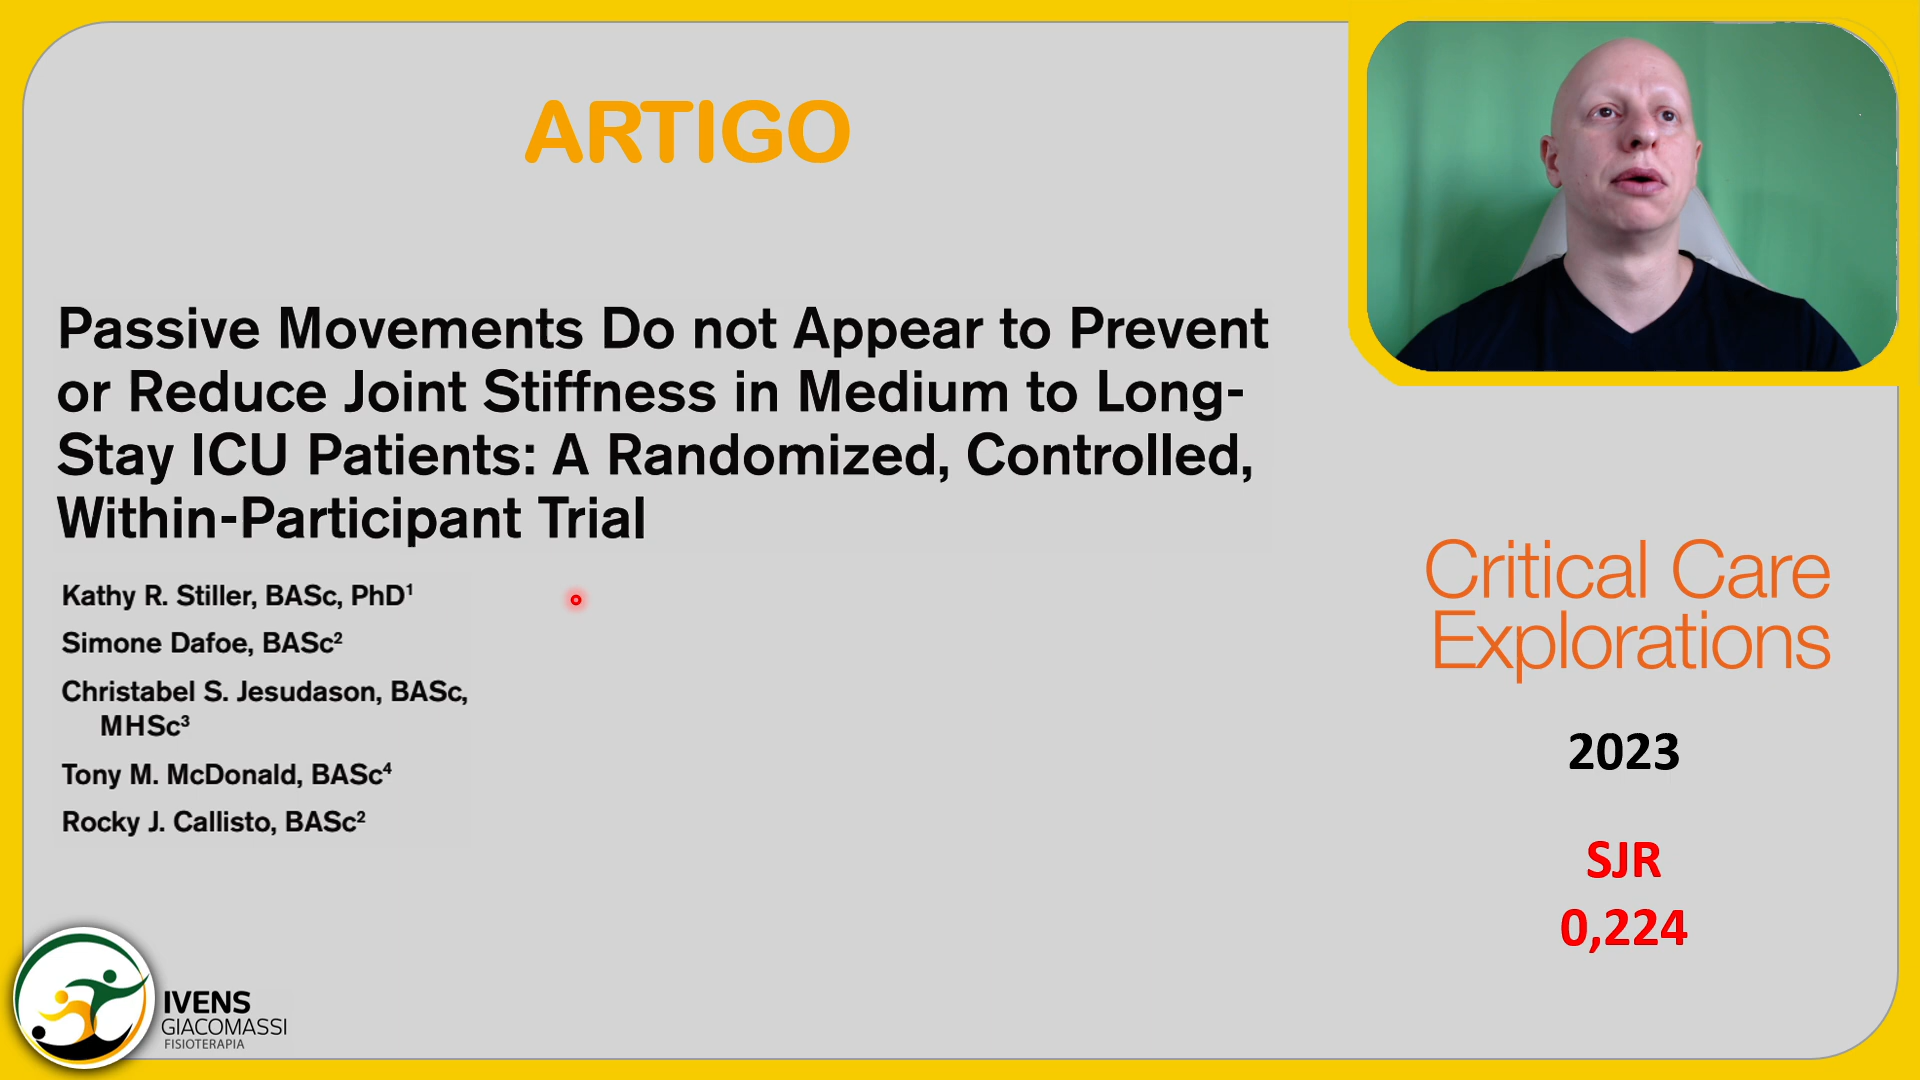 ARTIGO
Passive Movements Do not Appear to Prevent
or Reduce Joint Stiffness in Medium to Long-
Stay ICU Patients: A Randomized, Controlled,
Within-Participant Trial
Kathy R. Stiller, BASc, PhD¹
Simone Dafoe, BASc²
Christabel S. Jesudason, BASc,
MHSc³
Tony M. McDonald, BASc⁴
Rocky J. Callisto, BASc²
Critical Care
Explorations
2023
SJR
0,224
IVENS
GIACOMASSI
FISIOTERAPIA